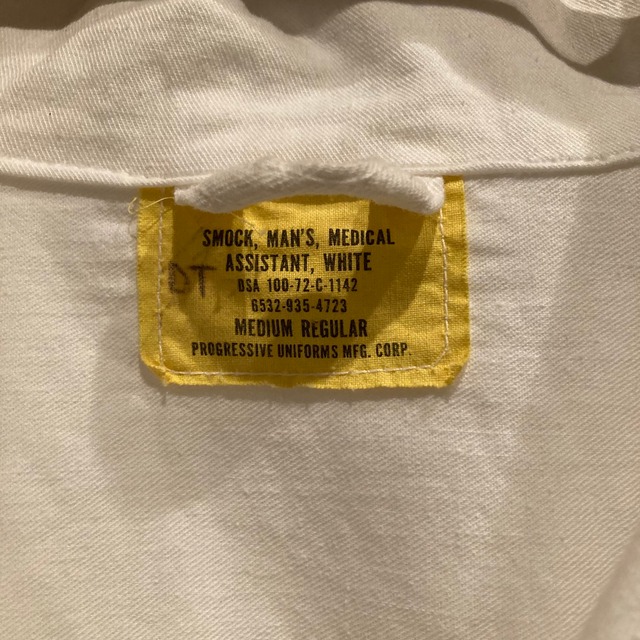 SMOCK, MAN'S, MEDICAL
ASSISTANT, WHITE
DT
DSA 100-72-C-1142
6532-935-4723
MEDIUM REGULAR
PROGRESSIVE UNIFORMS MFG. CORP.